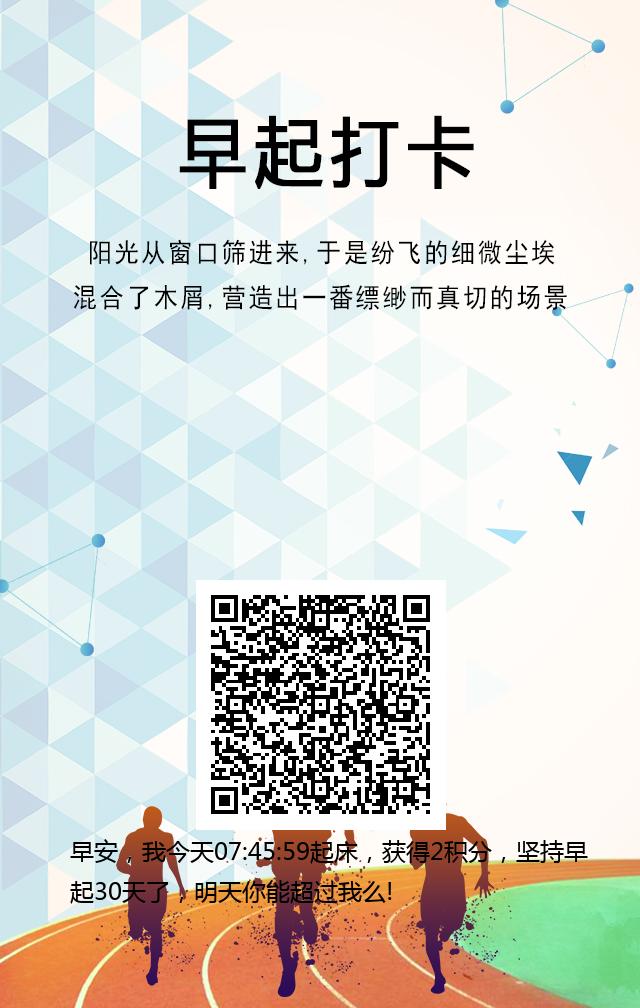 早起打卡
阳光从窗口筛进来,于是纷飞的细微尘埃
混合了木屑,营造出一番缥缈而真切的场景
早安，我今天07:45:59起床，获得2积分，坚持早
起30天了，明天你能超过我么!